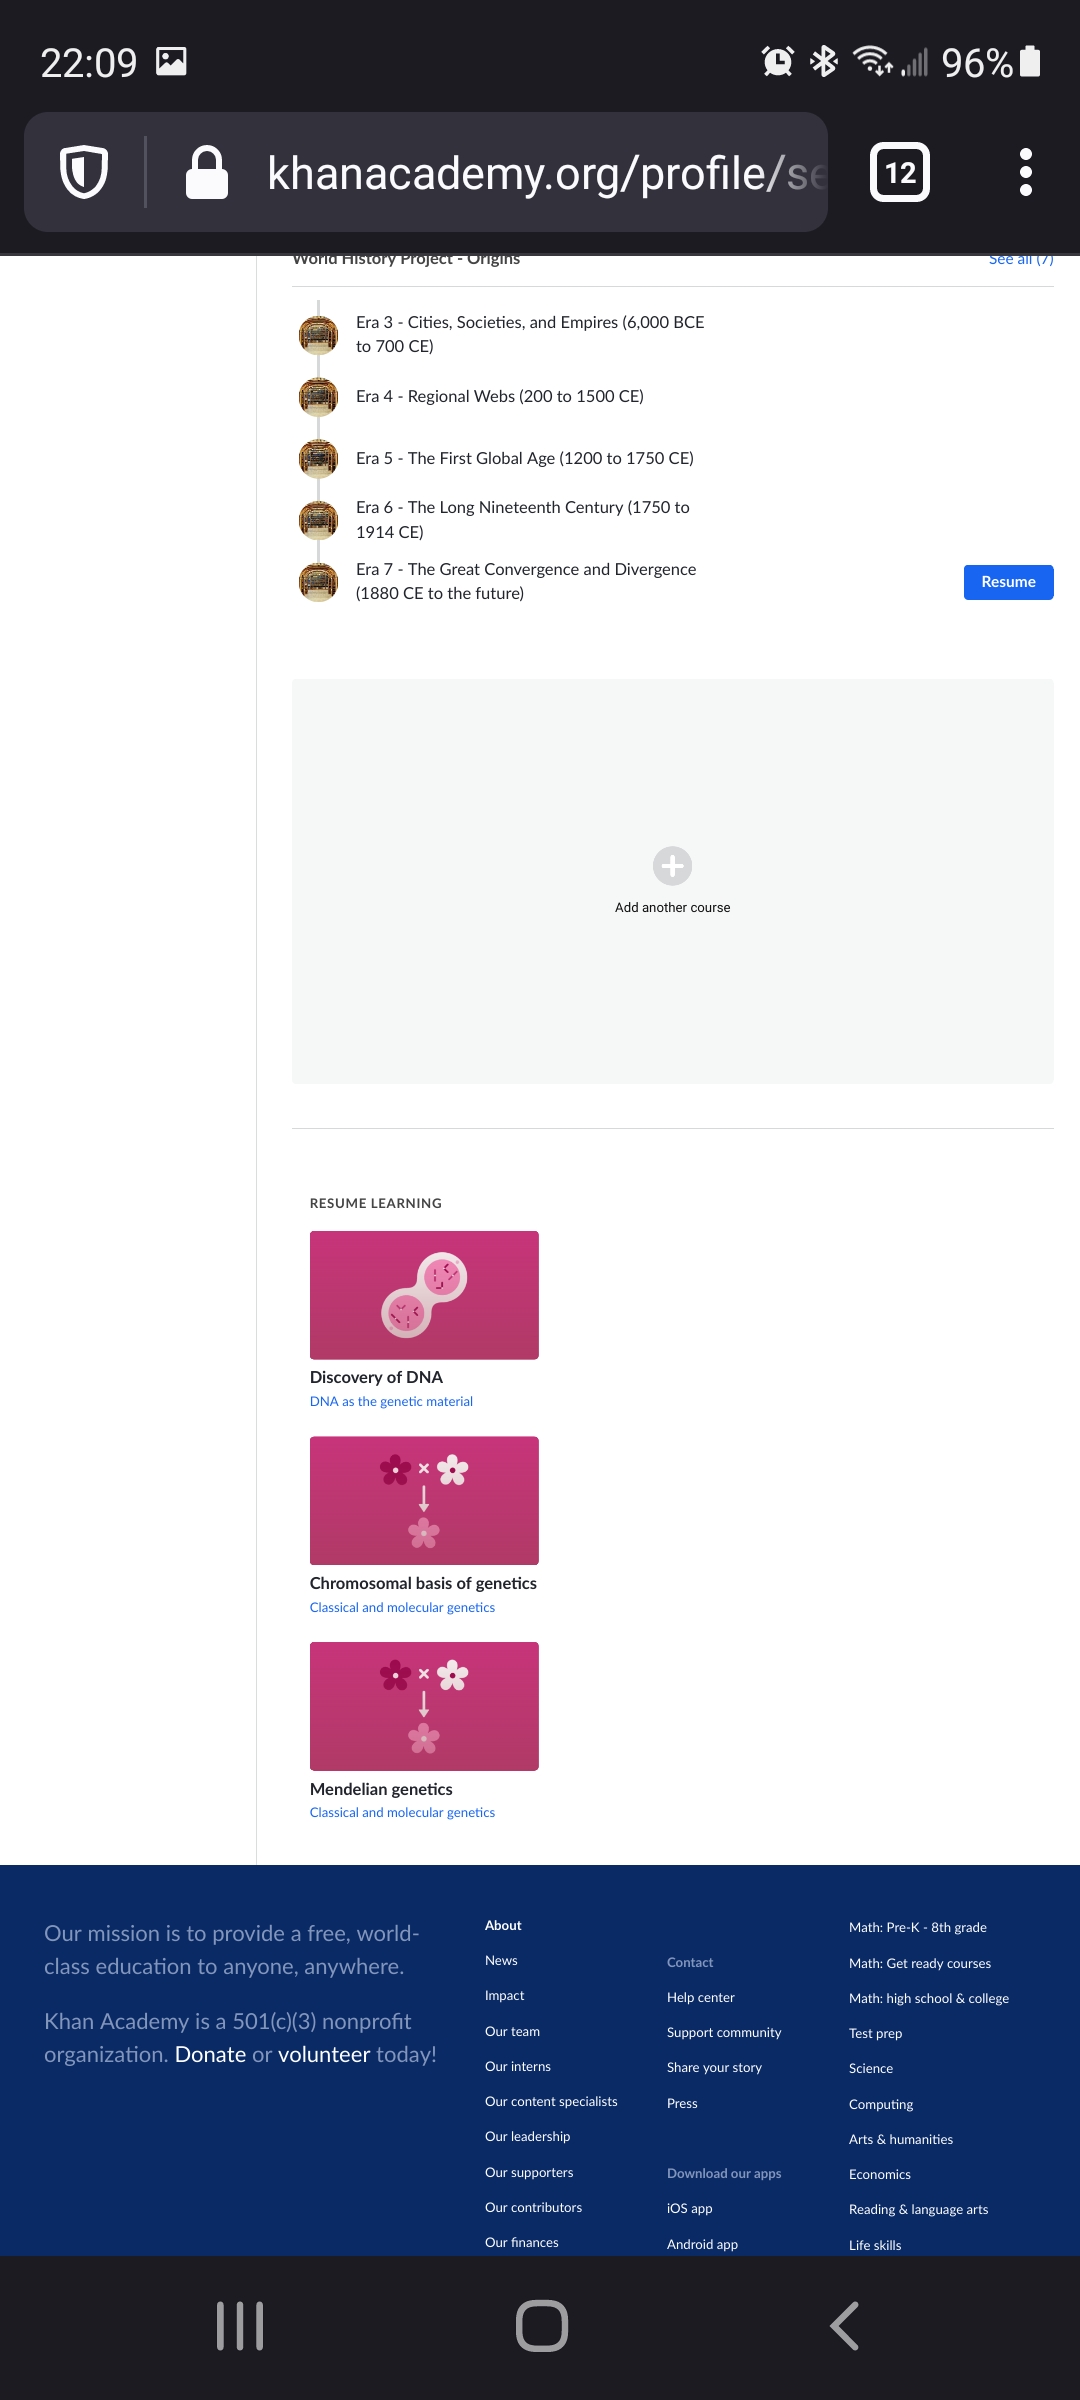 22:09
96%
khanacademy.org/profile/se
12
World History Project - Origins
See all (7)
Era 3 - Cities, Societies, and Empires (6,000 BCE
to 700 CE)
Era 4 - Regional Webs (200 to 1500 CE)
Era 5 - The First Global Age (1200 to 1750 CE)
Era 6 - The Long Nineteenth Century (1750 to
1914 CE)
Era 7 - The Great Convergence and Divergence
(1880 CE to the future)
Resume
Add another course
RESUME LEARNING
Discovery of DNA
DNA as the genetic material
Chromosomal basis of genetics
Classical and molecular genetics
Mendelian genetics
Classical and molecular genetics
Our mission is to provide a free, world-
class education to anyone, anywhere.
Khan Academy is a 501(c)(3) nonprofit
organization. Donate or volunteer today!
About
News
Impact
Our team
Our interns
Our content specialists
Our leadership
Our supporters
Our contributors
Our finances
Contact
Help center
Support community
Share your story
Press
Download our apps
iOS app
Android app
Math: Pre-K - 8th grade
Math: Get ready courses
Math: high school & college
Test prep
Science
Computing
Arts & humanities
Economics
Reading & language arts
Life skills